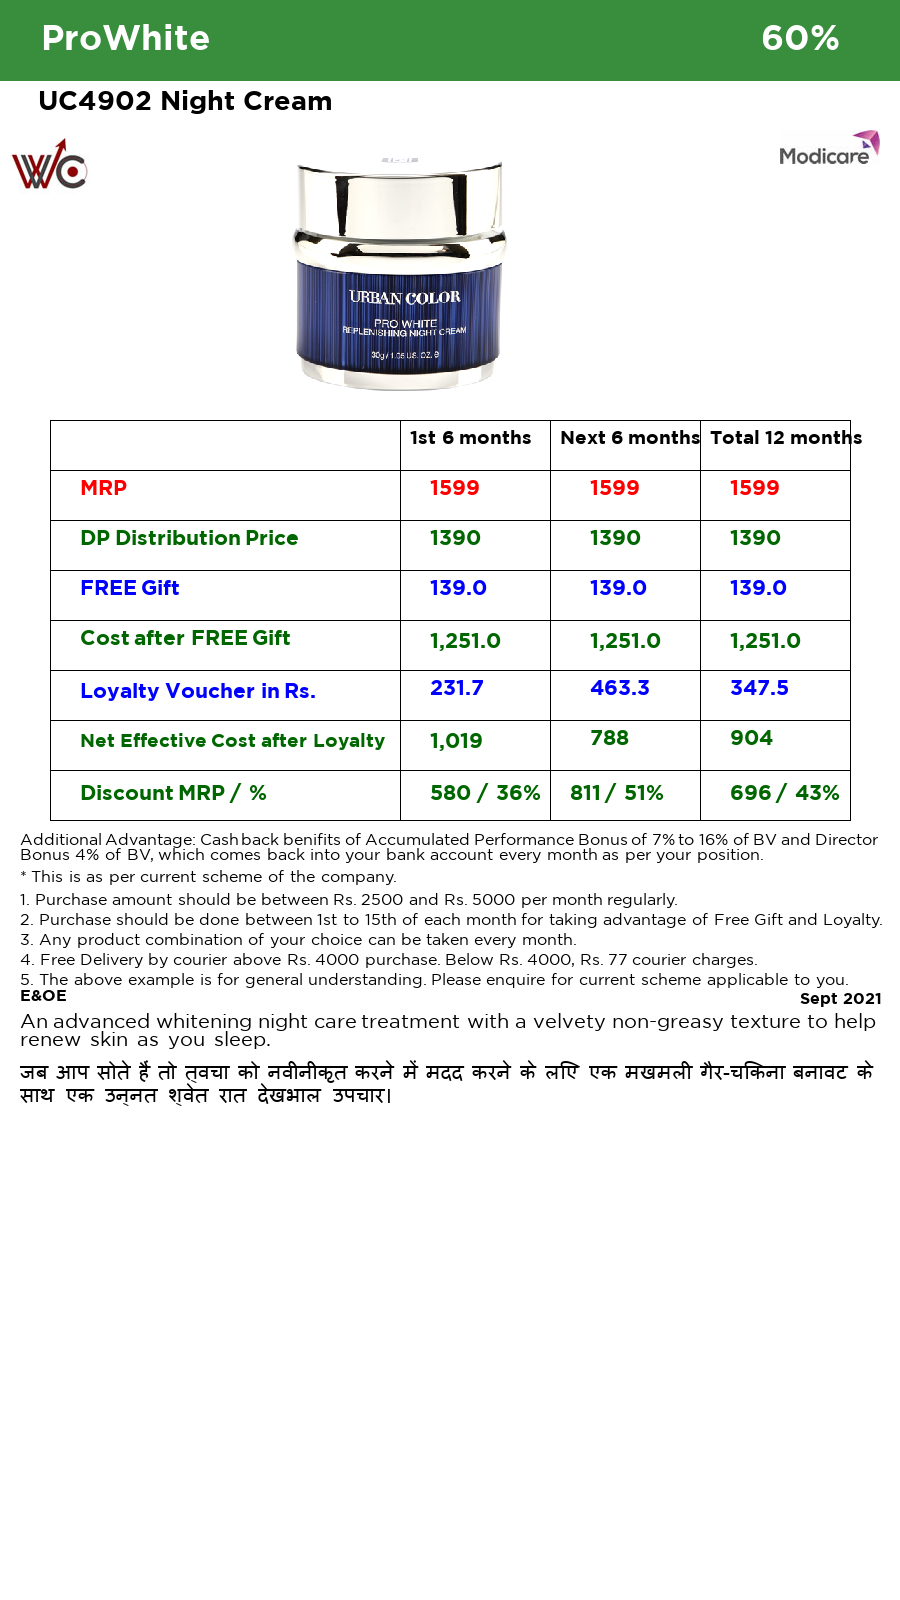 ProWhite 60%
UC4902 Night Cream
WC
Modicare
URBAN COLOR
PRO WHITE
REPLENISHING NIGHT CREAM
30g / 1.05 US. OZ. e
1st 6 months Next 6 months Total 12 months
MRP 1599 1599 1599
DP Distribution Price 1390 1390 1390
FREE Gift 139.0 139.0 139.0
Cost after FREE Gift 1,251.0 1,251.0 1,251.0
Loyalty Voucher in Rs. 231.7 463.3 347.5
Net Effective Cost after Loyalty 1,019 788 904
Discount MRP / % 580 / 36% 811 / 51% 696 / 43%
Additional Advantage: Cashback benifits of Accumulated Performance Bonus of 7% to 16% of BV and Director
Bonus 4% of BV, which comes back into your bank account every month as per your position.
* This is as per current scheme of the company.
1. Purchase amount should be between Rs. 2500 and Rs. 5000 per month regularly.
2. Purchase should be done between 1st to 15th of each month for taking advantage of Free Gift and Loyalty.
3. Any product combination of your choice can be taken every month.
4. Free Delivery by courier above Rs. 4000 purchase. Below Rs. 4000, Rs. 77 courier charges.
5. The above example is for general understanding. Please enquire for current scheme applicable to you.
E&OE Sept 2021
An advanced whitening night care treatment with a velvety non-greasy texture to help
renew skin as you sleep.
जब आप सोते हैं तो त्वचा को नवीनीकृत करने में मदद करने के लिए एक मखमली गैर-चिकना बनावट के
साथ एक उन्नत श्वेत रात देखभाल उपचार।